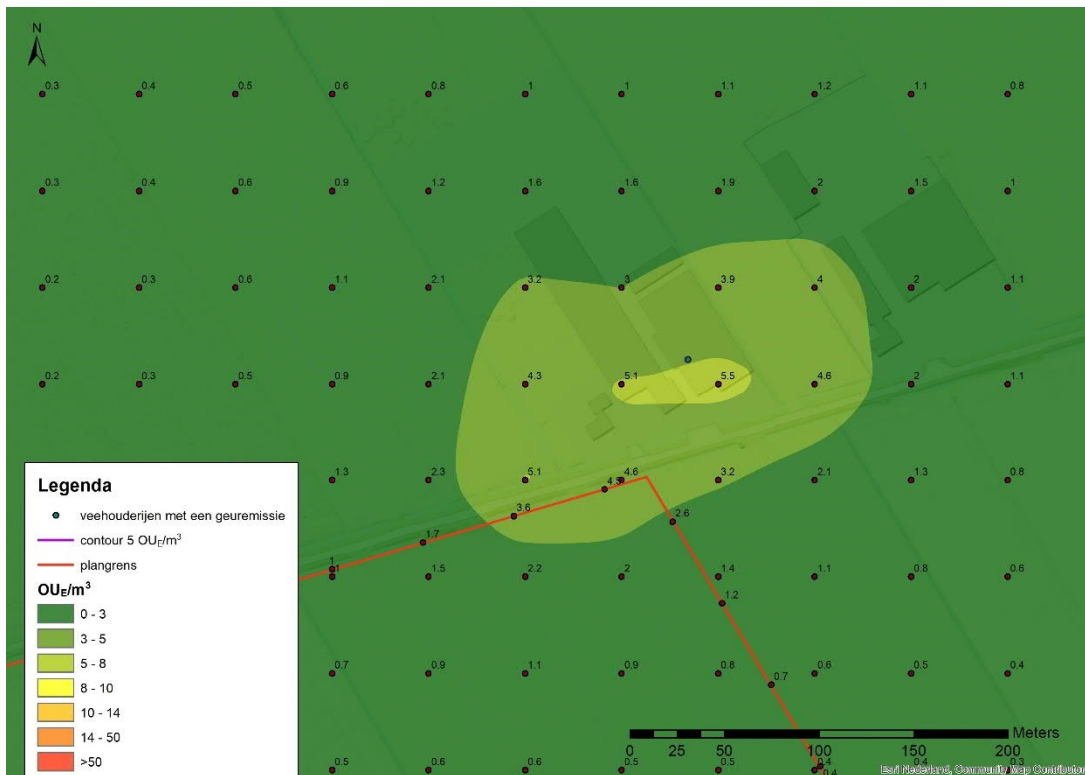 N
0.3 0.4 0.5 0.6 0.8 1 1 1.1 1.2 1.1 0.8
0.3 0.4 0.6 0.9 1.2 1.6 1.6 1.9 2 1.5 1
0.2 0.3 0.6 1.1 2.1 3.2 3 3.9 4 2 1.1
0.2 0.3 0.5 0.9 2.1 4.3 5.1 5.5 4.6 2 1.1
1.3 2.3 5.1 4.6 3.2 2.1 1.3 0.8
3.6 2.6
1.7
1
1.5 2.2 2 1.4 1.1 0.8 0.6
1.2
0.7 0.9 1.1 0.9 0.8 0.6 0.5 0.4
0.7
0.5 0.6 0.6 0.5 0.5 0.4 0.4 0.3
0.4
Legenda
veehouderijen met een geuremissie
contour 5 OUE/m³
plangrens
OUE/m³
0 - 3
3 - 5
5 - 8
8 - 10
10 - 14
14 - 50
>50
Meters
0 25 50 100 150 200
Esri Nederland, Community Map Contributors